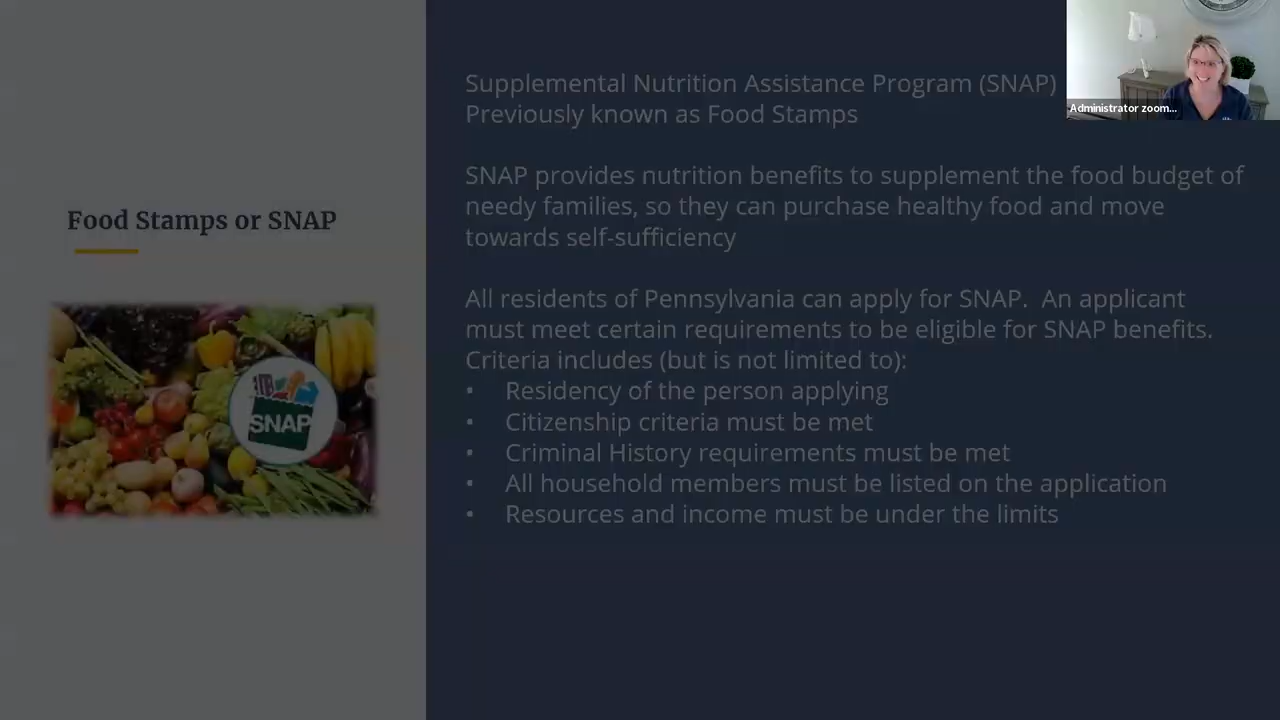 Food Stamps or SNAP
SNAP
Supplemental Nutrition Assistance Program (SNAP)
Previously known as Food Stamps
SNAP provides nutrition benefits to supplement the food budget of
needy families, so they can purchase healthy food and move
towards self-sufficiency
All residents of Pennsylvania can apply for SNAP.  An applicant
must meet certain requirements to be eligible for SNAP benefits.
Criteria includes (but is not limited to):
• Residency of the person applying
• Citizenship criteria must be met
• Criminal History requirements must be met
• All household members must be listed on the application
• Resources and income must be under the limits
Administrator zoom...